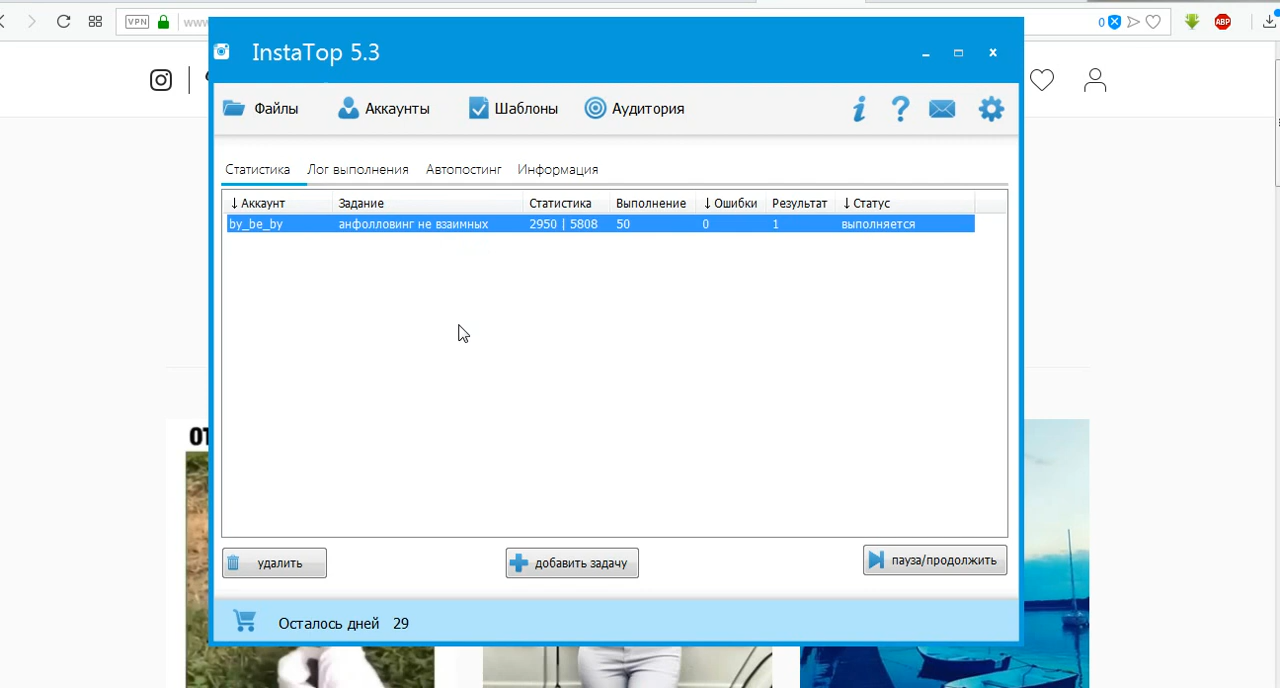 VPN
www
0
ABP
InstaTop 5.3
Файлы
Аккаунты
Шаблоны
Аудитория
Статистика
Лог выполнения
Автопостинг
Информация
↓ Аккаунт
Задание
Статистика
Выполнение
↓ Ошибки
Результат
↓ Статус
by_be_by
анфолловинг не взаимных
2950 | 5808
50
0
1
выполняется
удалить
добавить задачу
пауза/продолжить
Осталось дней 29